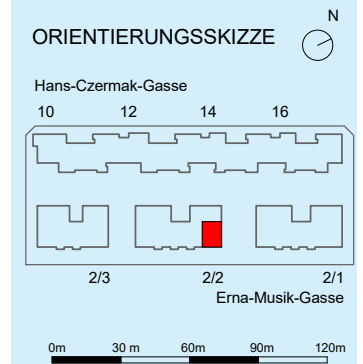 N
ORIENTIERUNGSSKIZZE
Hans-Czermak-Gasse
10 12 14 16
2/3 2/2 2/1
Erna-Musik-Gasse
0m 30 m 60m 90m 120m